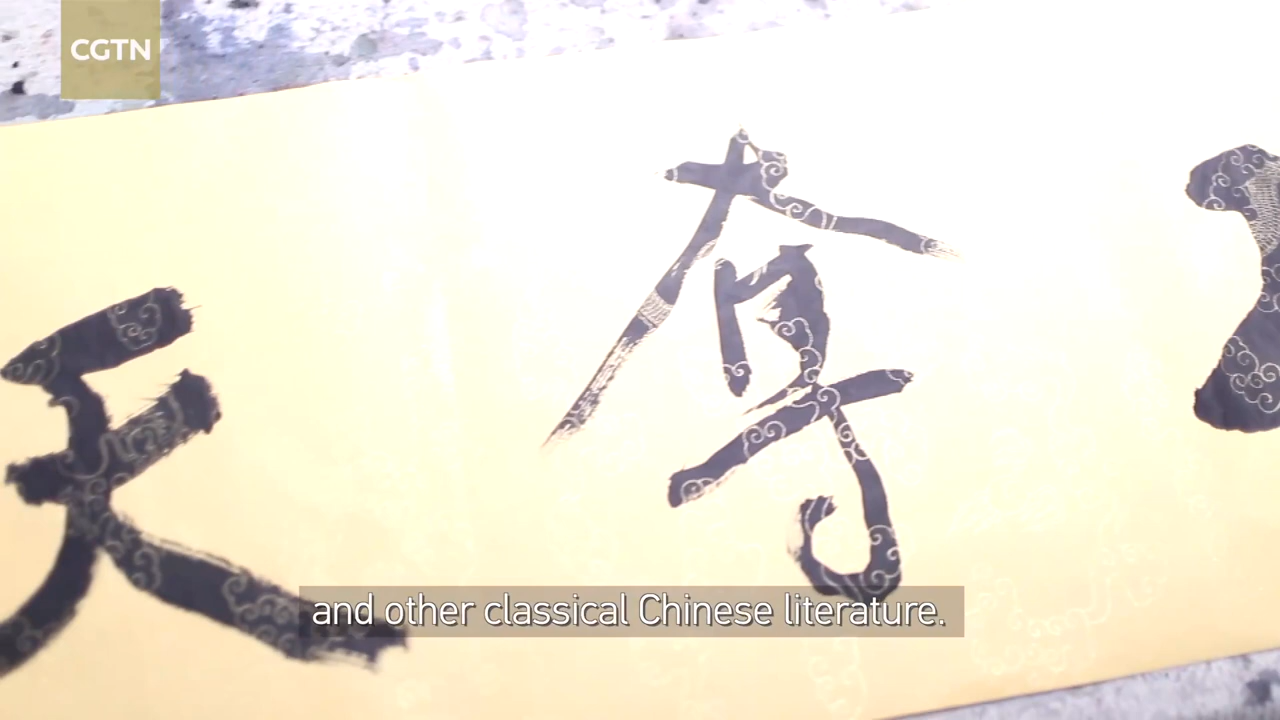 CGTN
奪天
and other classical Chinese literature.